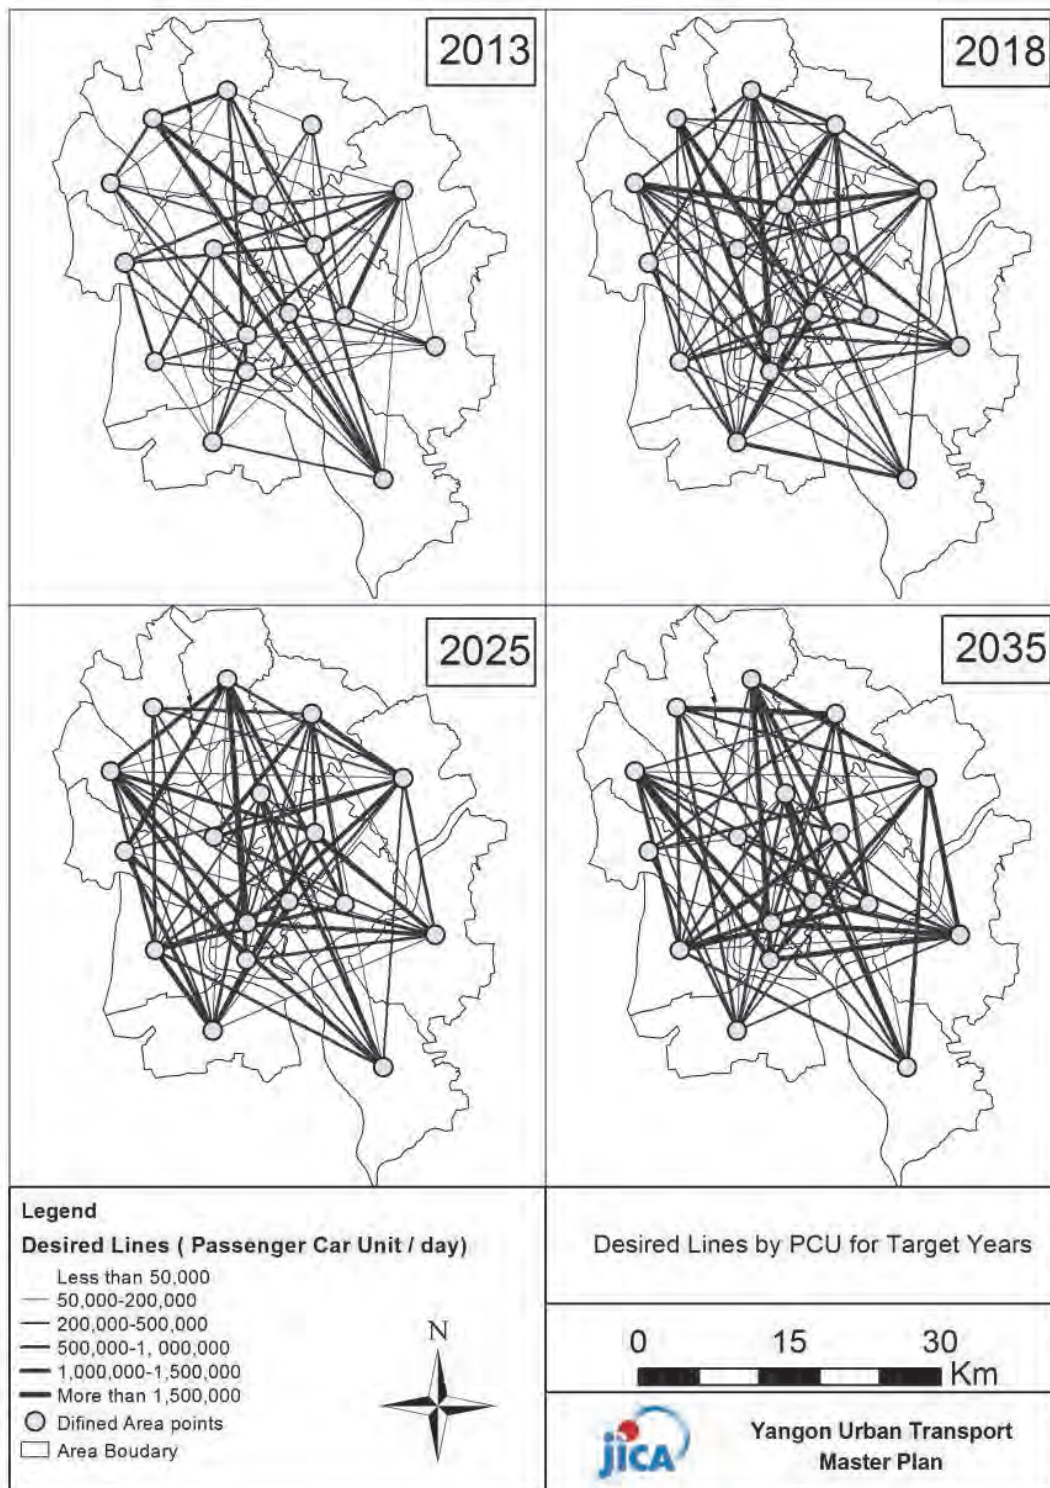 2013
2018
2025
2035
Legend
Desired Lines ( Passenger Car Unit / day)
Less than 50,000
50,000-200,000
200,000-500,000
500,000-1, 000,000
1,000,000-1,500,000
More than 1,500,000
Difined Area points
Area Boudary
N
Desired Lines by PCU for Target Years
0 15 30
Km
jICA
Yangon Urban Transport
Master Plan